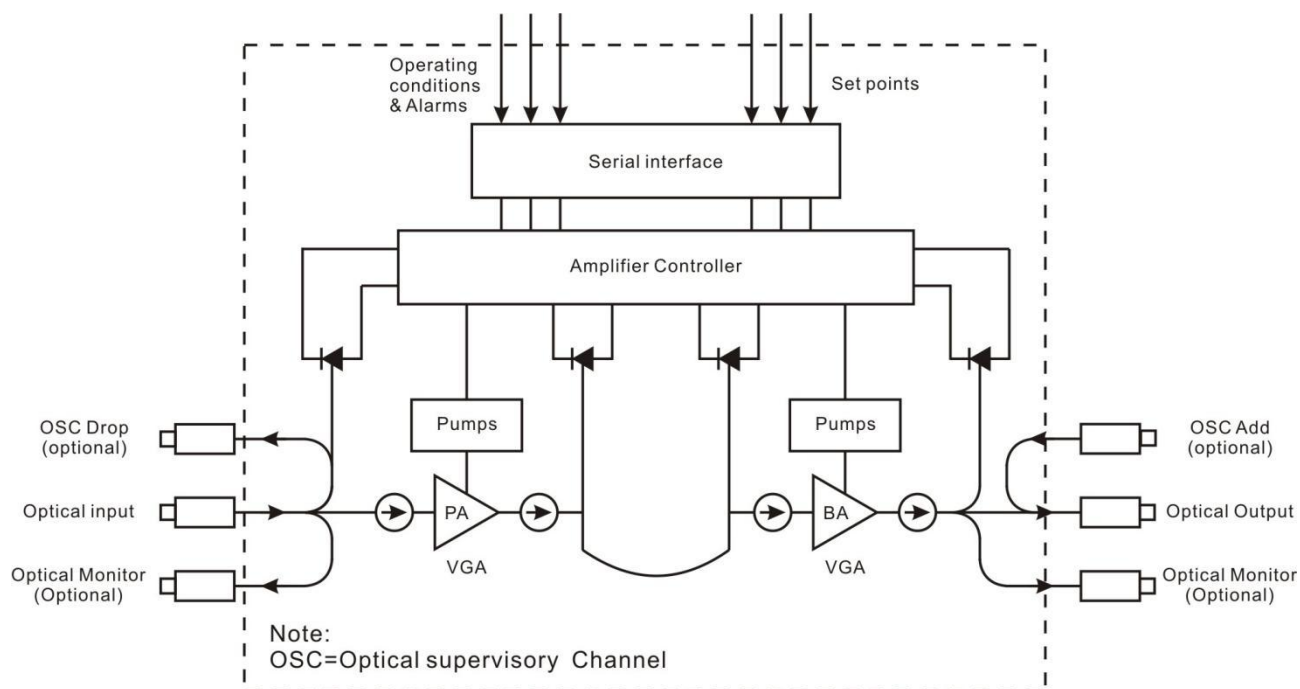 Operating
conditions
& Alarms
Set points
Serial interface
Amplifier Controller
Pumps
Pumps
OSC Drop
(optional)
OSC Add
(optional)
Optical input
PA
BA
Optical Output
VGA
VGA
Optical Monitor
(Optional)
Optical Monitor
(Optional)
Note:
OSC=Optical supervisory Channel